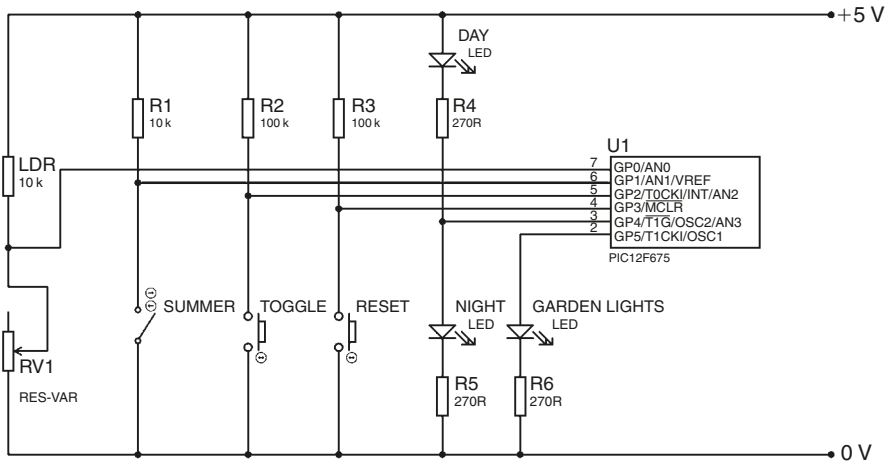 +5 V
DAY
LED
R1
10 k
R2
100 k
R3
100 k
R4
270R
U1
LDR
10 k
7 GP0/AN0
6 GP1/AN1/VREF
5 GP2/T0CKI/INT/AN2
4 GP3/MCLR
3 GP4/T1G/OSC2/AN3
2 GP5/T1CKI/OSC1
PIC12F675
SUMMER
TOGGLE
RESET
NIGHT
LED
GARDEN LIGHTS
LED
RV1
RES-VAR
R5
270R
R6
270R
0 V